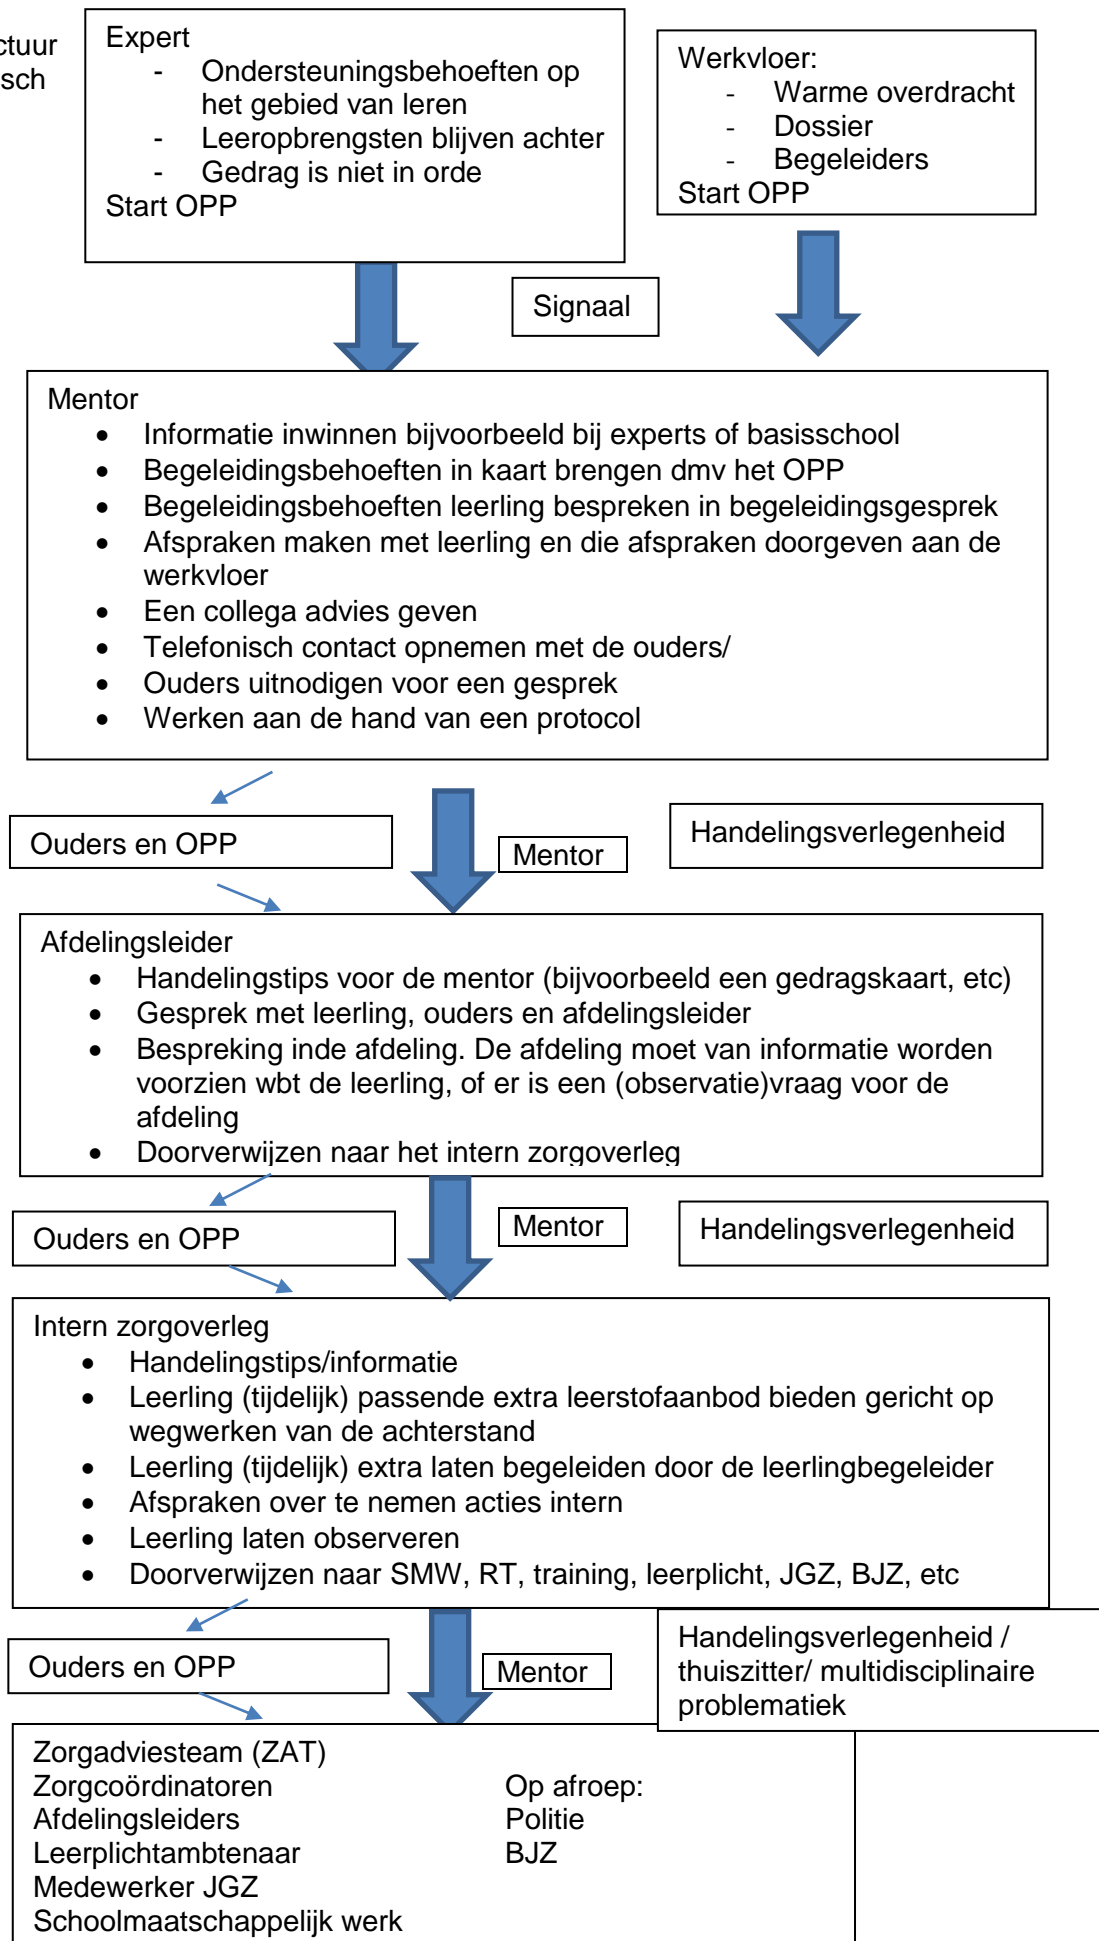 ctuur
sch
Expert
- Ondersteuningsbehoeften op
het gebied van leren
- Leeropbrengsten blijven achter
- Gedrag is niet in orde
Start OPP
Werkvloer:
- Warme overdracht
- Dossier
- Begeleiders
Start OPP
Signaal
Mentor
• Informatie inwinnen bijvoorbeeld bij experts of basisschool
• Begeleidingsbehoeften in kaart brengen dmv het OPP
• Begeleidingsbehoeften leerling bespreken in begeleidingsgesprek
• Afspraken maken met leerling en die afspraken doorgeven aan de
werkvloer
• Een collega advies geven
• Telefonisch contact opnemen met de ouders/
• Ouders uitnodigen voor een gesprek
• Werken aan de hand van een protocol
Ouders en OPP
Mentor
Handelingsverlegenheid
Afdelingsleider
• Handelingstips voor de mentor (bijvoorbeeld een gedragskaart, etc)
• Gesprek met leerling, ouders en afdelingsleider
• Bespreking inde afdeling. De afdeling moet van informatie worden
voorzien wbt de leerling, of er is een (observatie)vraag voor de
afdeling
• Doorverwijzen naar het intern zorgoverleg
Ouders en OPP
Mentor
Handelingsverlegenheid
Intern zorgoverleg
• Handelingstips/informatie
• Leerling (tijdelijk) passende extra leerstofaanbod bieden gericht op
wegwerken van de achterstand
• Leerling (tijdelijk) extra laten begeleiden door de leerlingbegeleider
• Afspraken over te nemen acties intern
• Leerling laten observeren
• Doorverwijzen naar SMW, RT, training, leerplicht, JGZ, BJZ, etc
Ouders en OPP
Mentor
Handelingsverlegenheid /
thuiszitter/ multidisciplinaire
problematiek
Zorgadviesteam (ZAT)
Zorgcoördinatoren Op afroep:
Afdelingsleiders Politie
Leerplichtambtenaar BJZ
Medewerker JGZ
Schoolmaatschappelijk werk